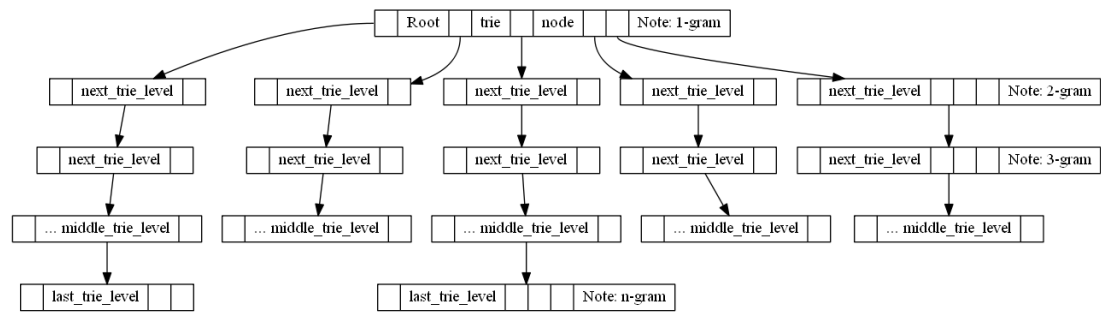 Root trie node Note: 1-gram
next_trie_level next_trie_level next_trie_level next_trie_level next_trie_level Note: 2-gram
next_trie_level next_trie_level next_trie_level next_trie_level next_trie_level Note: 3-gram
... middle_trie_level ... middle_trie_level ... middle_trie_level ... middle_trie_level ... middle_trie_level
last_trie_level last_trie_level Note: n-gram